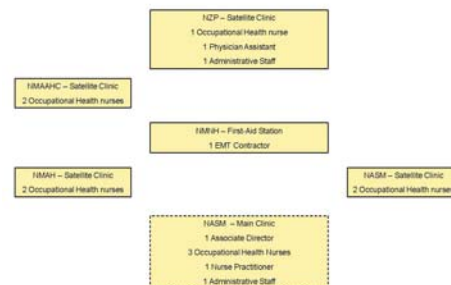 NZP – Satellite Clinic
1 Occupational Health nurse
1 Physician Assistant
1 Administrative Staff
NMAAHC – Satellite Clinic
2 Occupational Health nurses
NMNH – First-Aid Station
1 EMT Contractor
NMAH – Satellite Clinic
2 Occupational Health nurses
NASM – Satellite Clinic
2 Occupational Health nurses
NASM – Main Clinic
1 Associate Director
3 Occupational Health Nurses
1 Nurse Practitioner
1 Administrative Staff